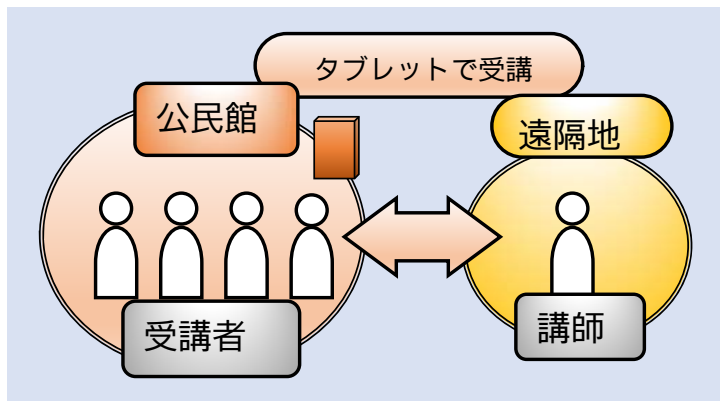 タブレットで受講
公民館
遠隔地
受講者
講師